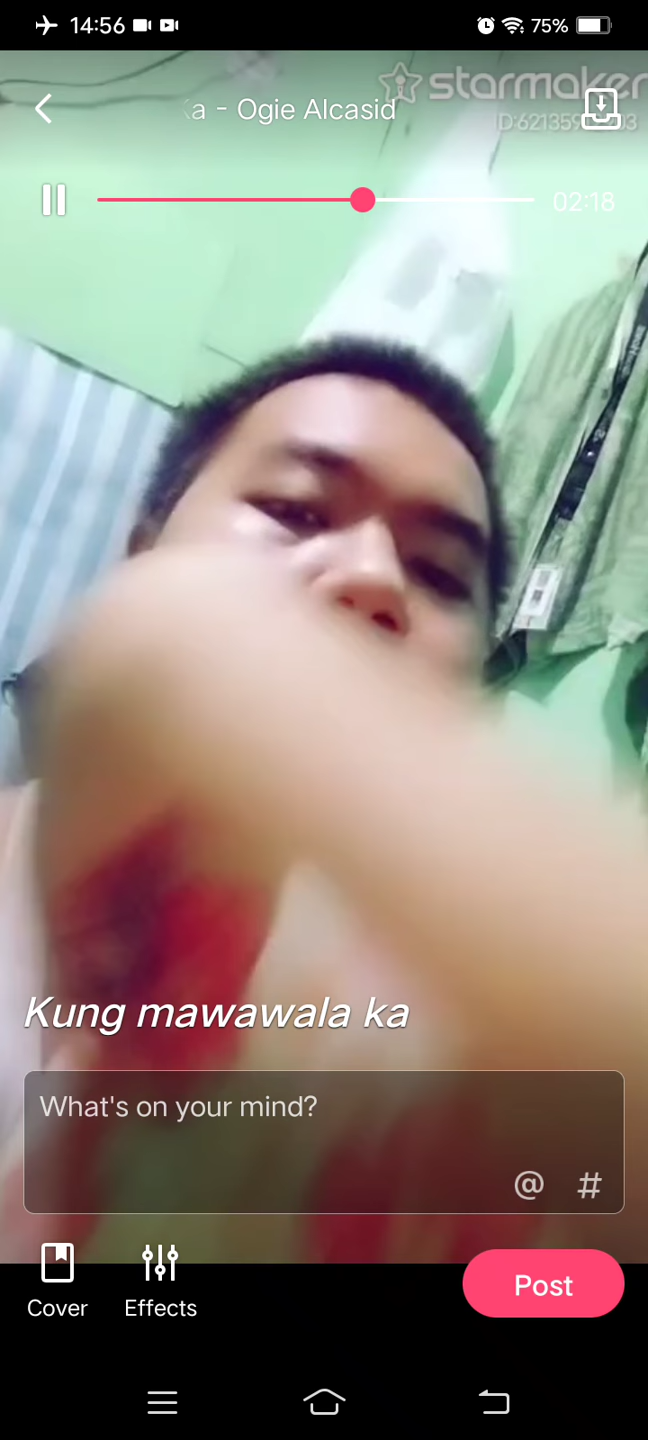 14:56
75%
starmaker
a - Ogie Alcasid
02:18
Kung mawawala ka
What's on your mind?
@ #
Cover
Effects
Post